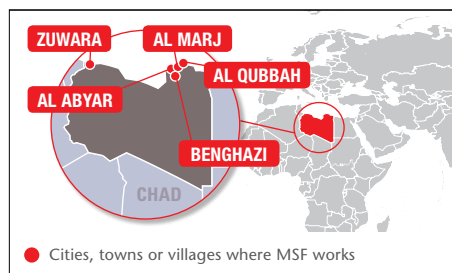 ZUWARA
AL MARJ
AL QUBBAH
AL ABYAR
BENGHAZI
CHAD
Cities, towns or villages where MSF works